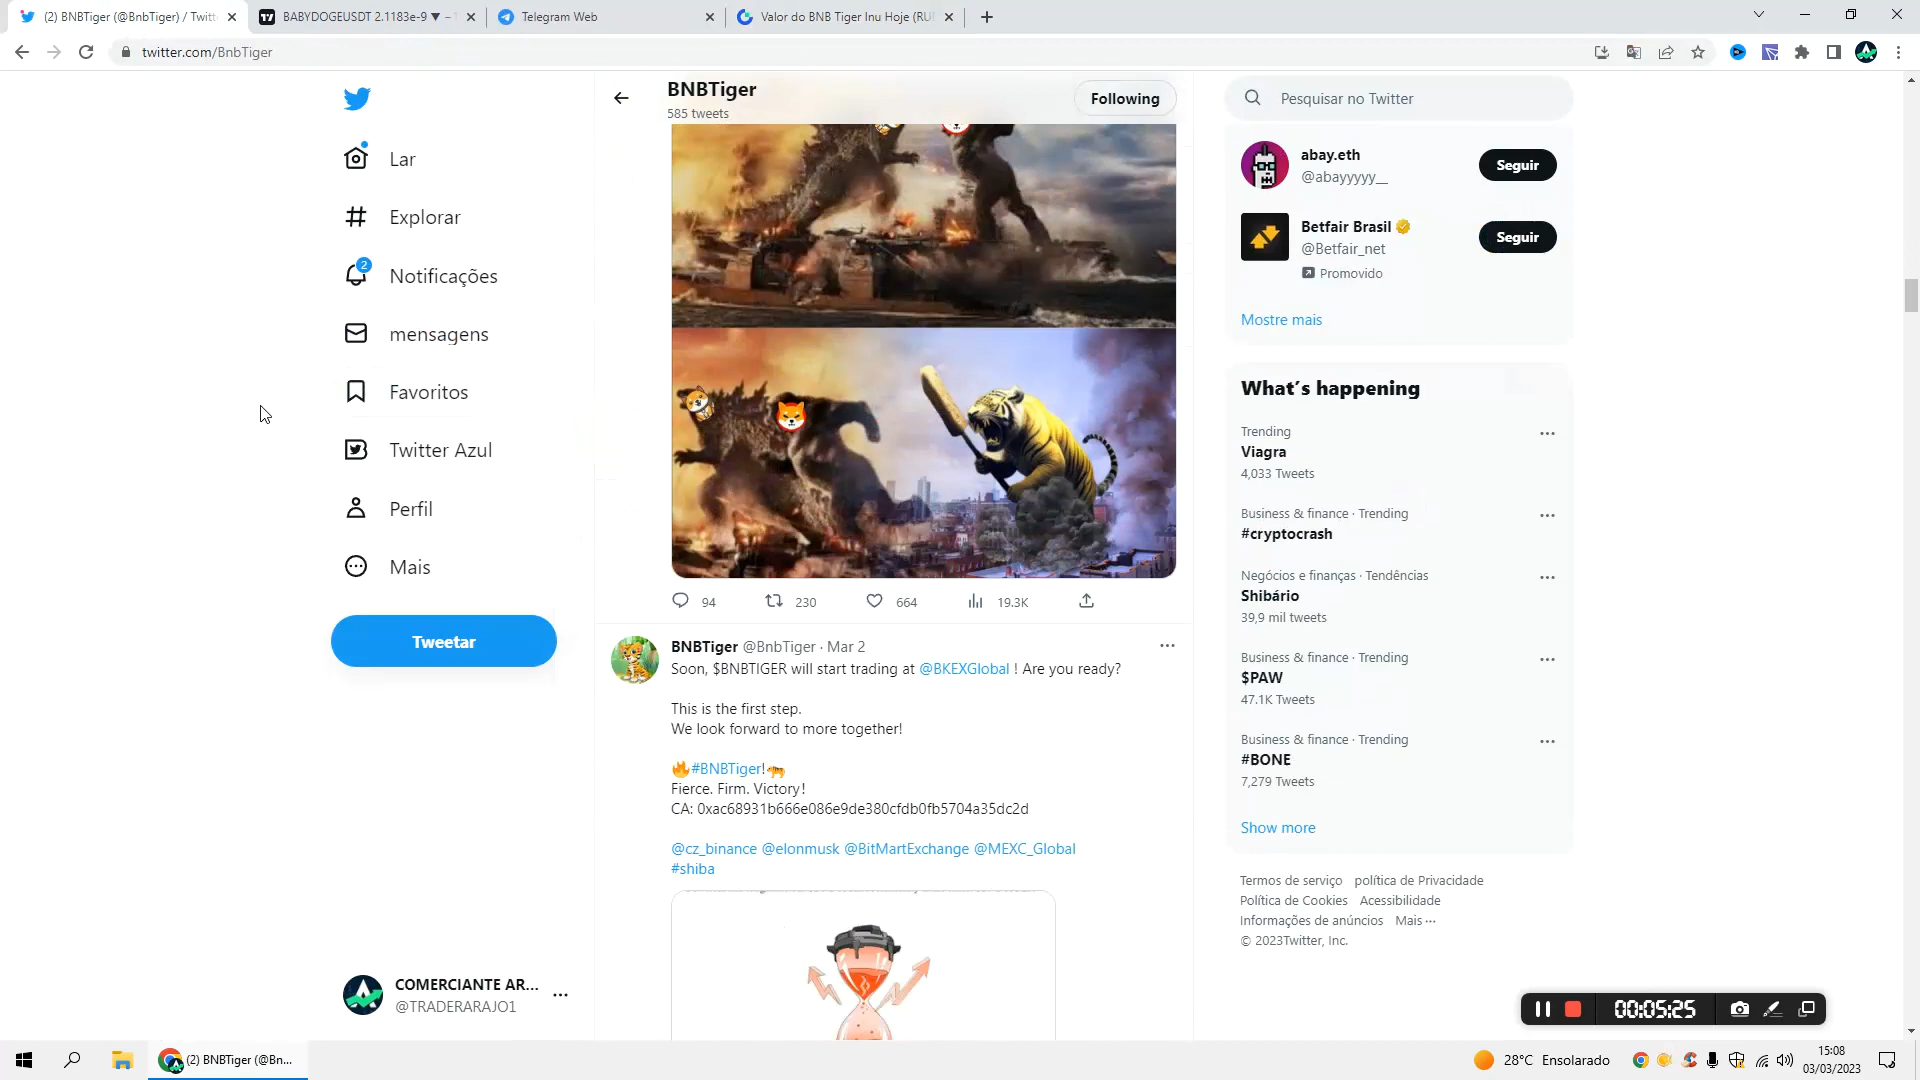 (2) BNBTiger (@BnbTiger) / Twitt
BABYDOGEUSDT 2.1183e-9 ▼ −
Telegram Web
Valor do BNB Tiger Inu Hoje (RU
twitter.com/BnbTiger
BNBTiger
585 tweets
Following
Lar
Explorar
2
Notificações
mensagens
Favoritos
Twitter Azul
Perfil
Mais
Tweetar
COMERCIANTE AR...
@TRADERARAJO1
94
230
664
19.3K
BNBTiger @BnbTiger · Mar 2
Soon, $BNBTIGER will start trading at @BKEXGlobal ! Are you ready?
This is the first step.
We look forward to more together!
🔥#BNBTiger!🐅
Fierce. Firm. Victory!
CA: 0xac68931b666e086e9de380cfdb0fb5704a35dc2d
@cz_binance @elonmusk @BitMartExchange @MEXC_Global
#shiba
Pesquisar no Twitter
abay.eth
@abayyyyy__
Seguir
Betfair Brasil
@Betfair_net
Promovido
Seguir
Mostre mais
What's happening
Trending
Viagra
4,033 Tweets
Business & finance · Trending
#cryptocrash
Negócios e finanças · Tendências
Shibário
39,9 mil tweets
Business & finance · Trending
$PAW
47.1K Tweets
Business & finance · Trending
#BONE
7,279 Tweets
Show more
Termos de serviço política de Privacidade
Política de Cookies Acessibilidade
Informações de anúncios Mais ···
© 2023Twitter, Inc.
00:05:25
(2) BNBTiger (@Bn...
28°C Ensolarado
15:08
03/03/2023